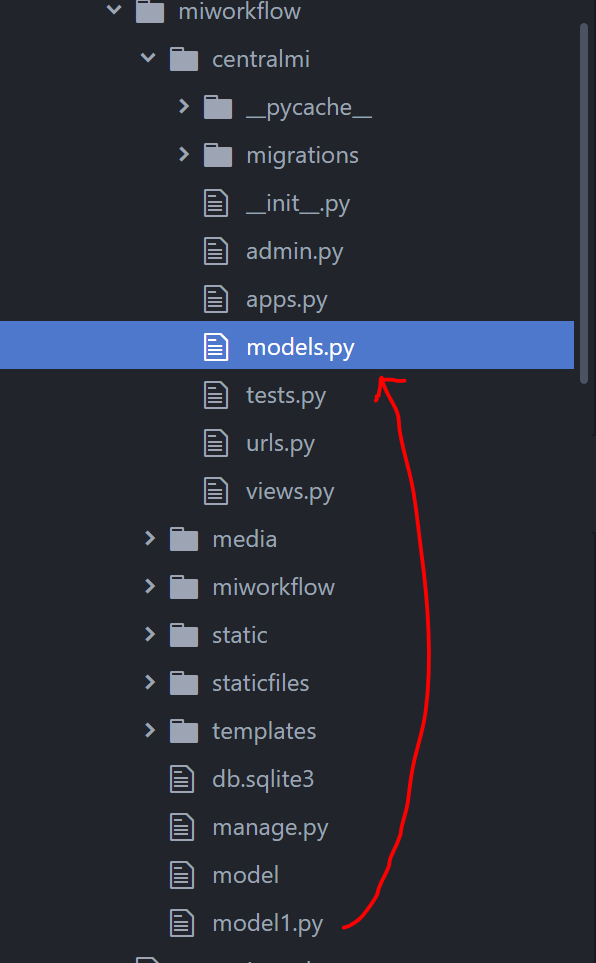 miworkflow
centralmi
__pycache__
migrations
__init__.py
admin.py
apps.py
models.py
tests.py
urls.py
views.py
media
miworkflow
static
staticfiles
templates
db.sqlite3
manage.py
model
model1.py